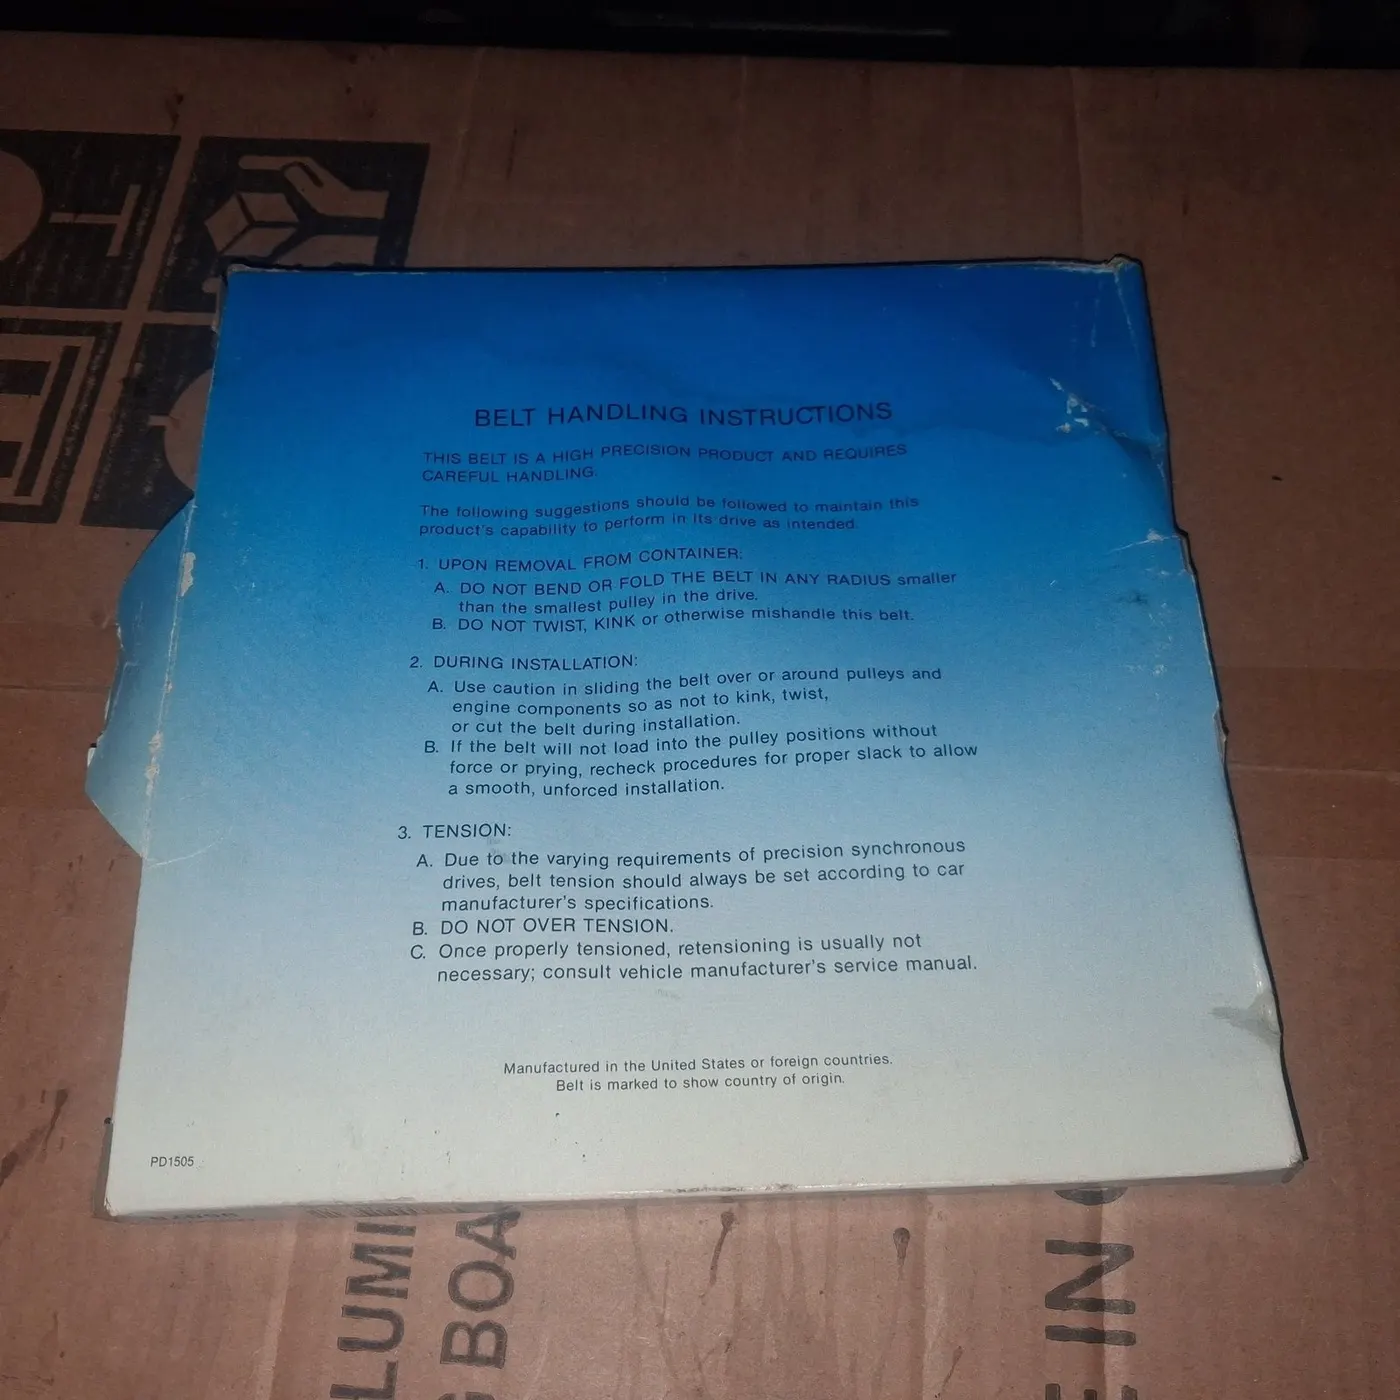 BELT HANDLING INSTRUCTIONS
THIS BELT IS A HIGH PRECISION PRODUCT AND REQUIRES
CAREFUL HANDLING.
The following suggestions should be followed to maintain this
product's capability to perform in its drive as intended.
1. UPON REMOVAL FROM CONTAINER:
A. DO NOT BEND OR FOLD THE BELT IN ANY RADIUS smaller
than the smallest pulley in the drive.
B. DO NOT TWIST, KINK or otherwise mishandle this belt.
2. DURING INSTALLATION:
A. Use caution in sliding the belt over or around pulleys and
engine components so as not to kink, twist,
or cut the belt during installation.
B. If the belt will not load into the pulley positions without
force or prying, recheck procedures for proper slack to allow
a smooth, unforced installation.
3. TENSION:
A. Due to the varying requirements of precision synchronous
drives, belt tension should always be set according to car
manufacturer's specifications.
B. DO NOT OVER TENSION.
C. Once properly tensioned, retensioning is usually not
necessary; consult vehicle manufacturer's service manual.
Manufactured in the United States or foreign countries.
Belt is marked to show country of origin.
PD1505
LUMI
BOA
IN